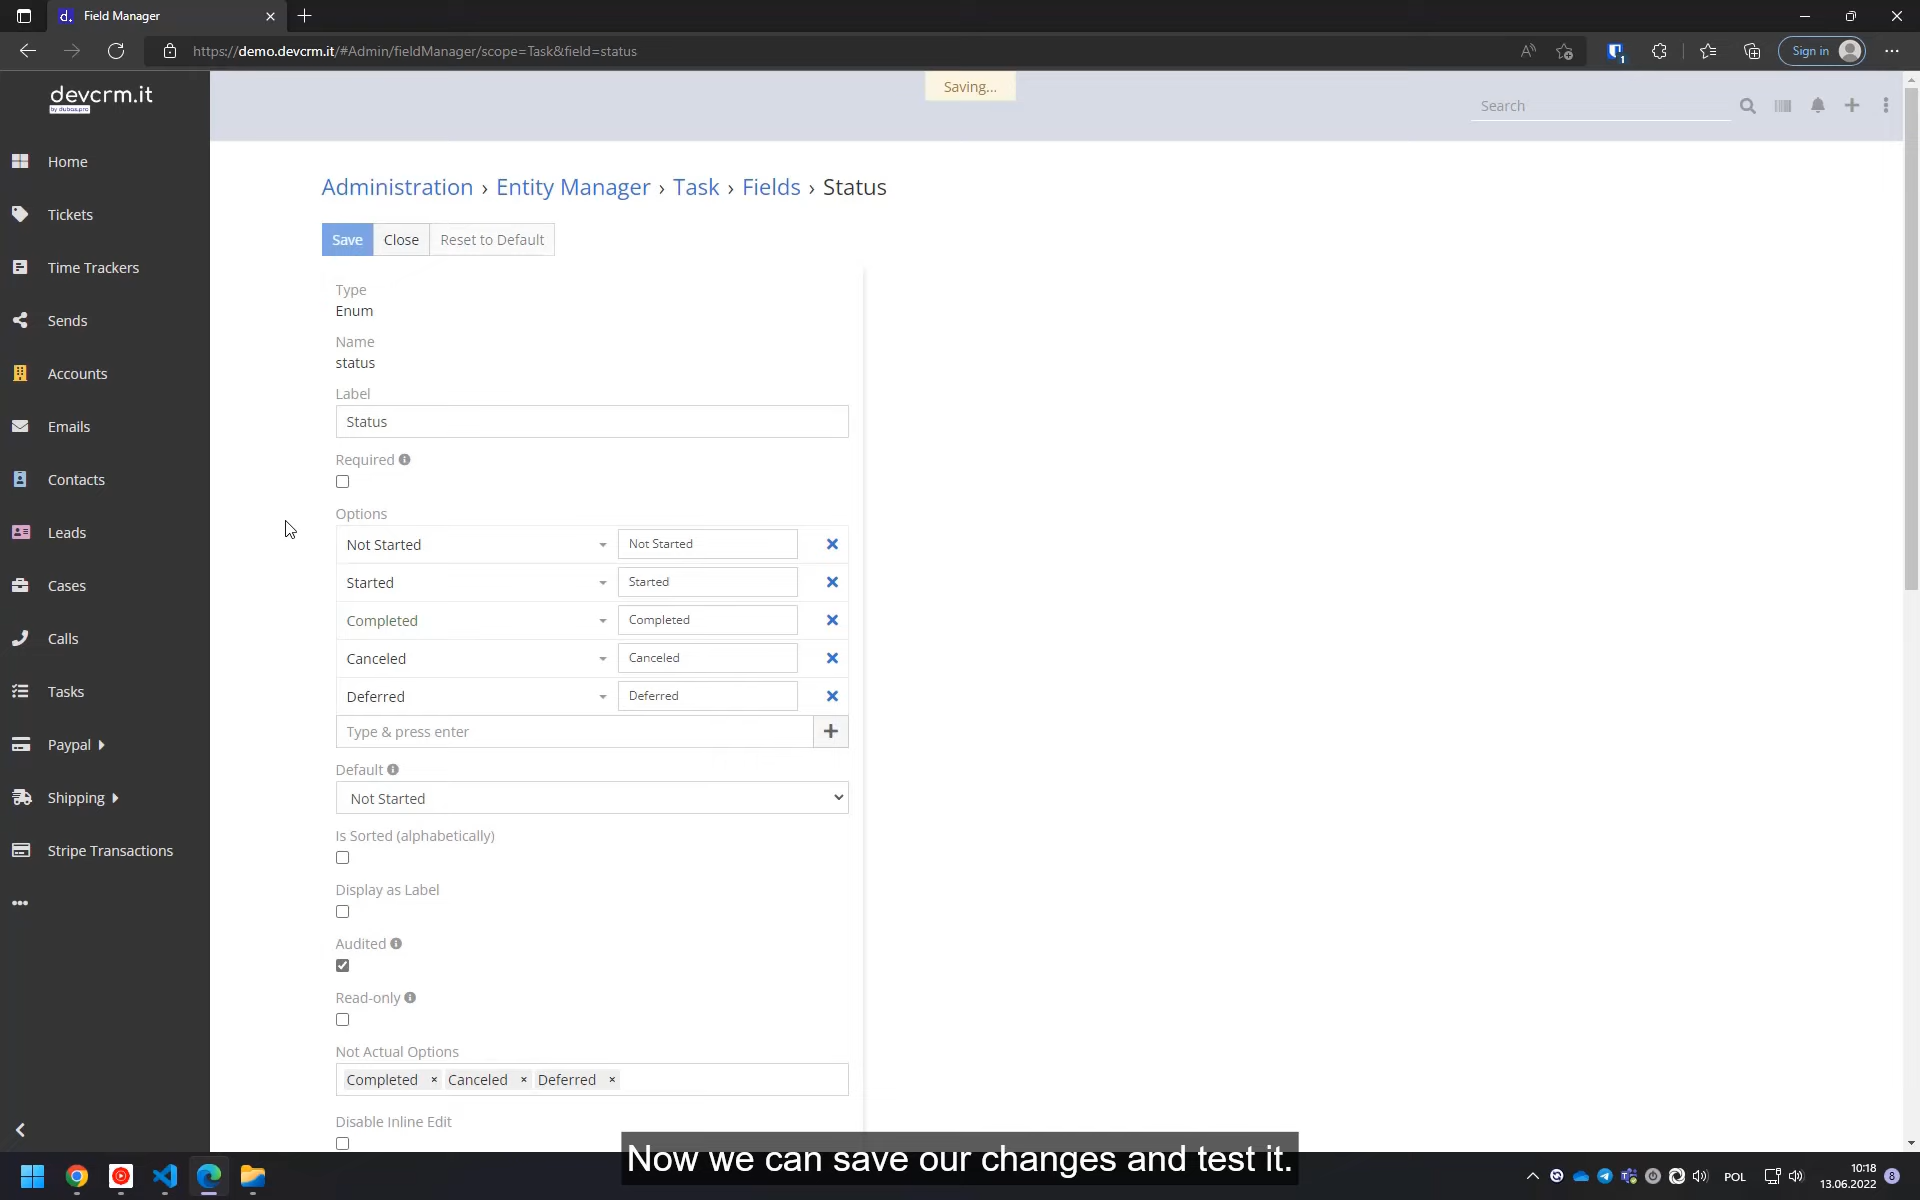 Field Manager
https://demo.devcrm.it/#Admin/fieldManager/scope=Task&field=status
Sign in
devcrm.it
by dubas.pro
Saving...
Search
Home
Tickets
Time Trackers
Sends
Accounts
Emails
Contacts
Leads
Cases
Calls
Tasks
Paypal
Shipping
Stripe Transactions
Administration › Entity Manager › Task › Fields › Status
Save Close Reset to Default
Type
Enum
Name
status
Label
Status
Required
Options
Not Started Not Started
Started Started
Completed Completed
Canceled Canceled
Deferred Deferred
Type & press enter
Default
Not Started
Is Sorted (alphabetically)
Display as Label
Audited
Read-only
Not Actual Options
Completed × Canceled × Deferred ×
Disable Inline Edit
Now we can save our changes and test it.
POL
10:18
13.06.2022
8